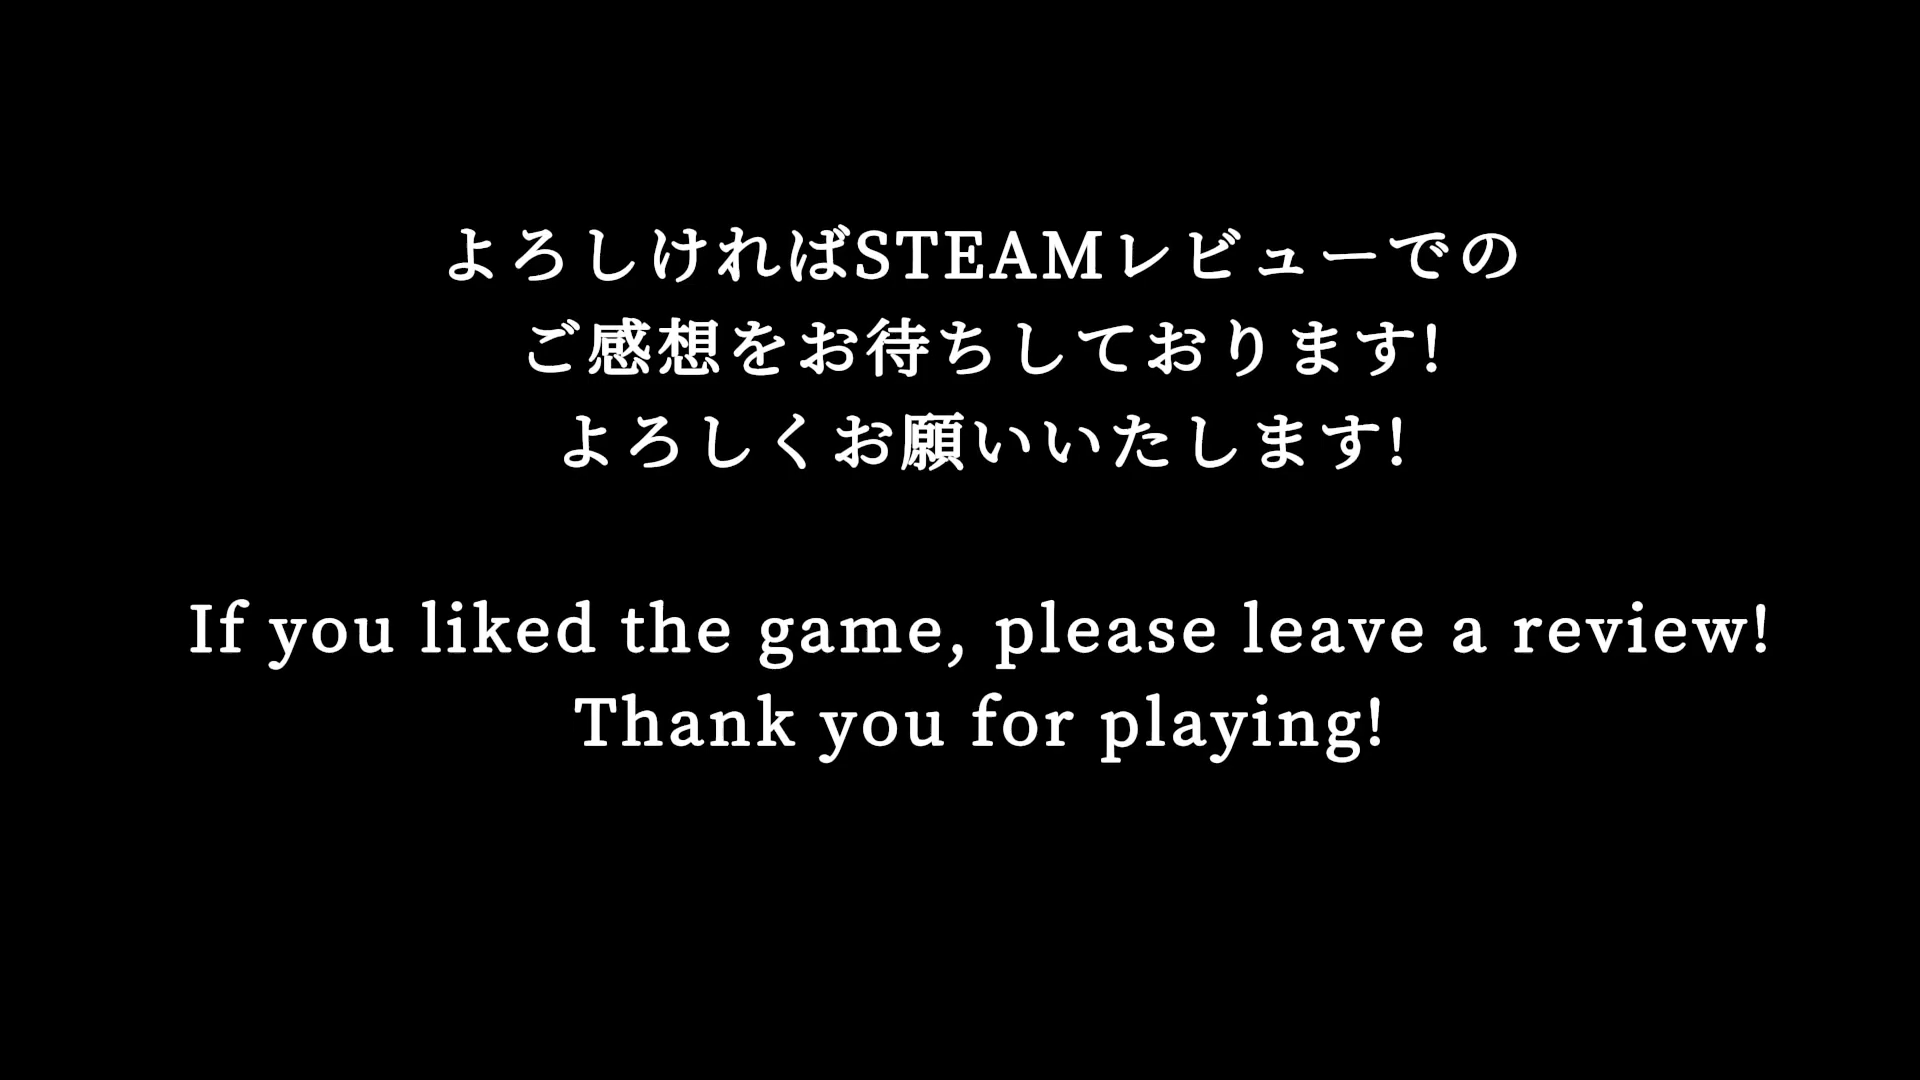 よろしければSTEAMレビューでの
ご感想をお待ちしております!
よろしくお願いいたします!
If you liked the game, please leave a review!
Thank you for playing!